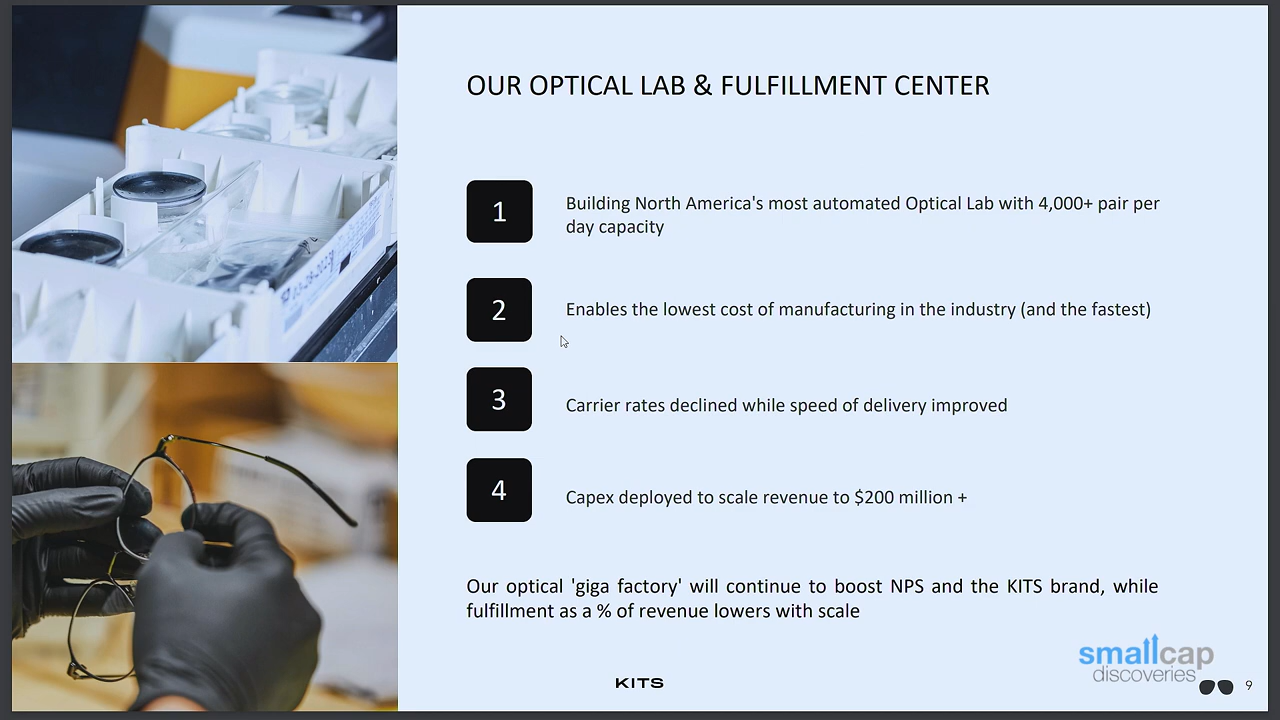 OUR OPTICAL LAB & FULFILLMENT CENTER
1
Building North America's most automated Optical Lab with 4,000+ pair per
day capacity
2
Enables the lowest cost of manufacturing in the industry (and the fastest)
3
Carrier rates declined while speed of delivery improved
4
Capex deployed to scale revenue to $200 million +
Our optical 'giga factory' will continue to boost NPS and the KITS brand, while
fulfillment as a % of revenue lowers with scale
smallcap
discoveries
KITS
9